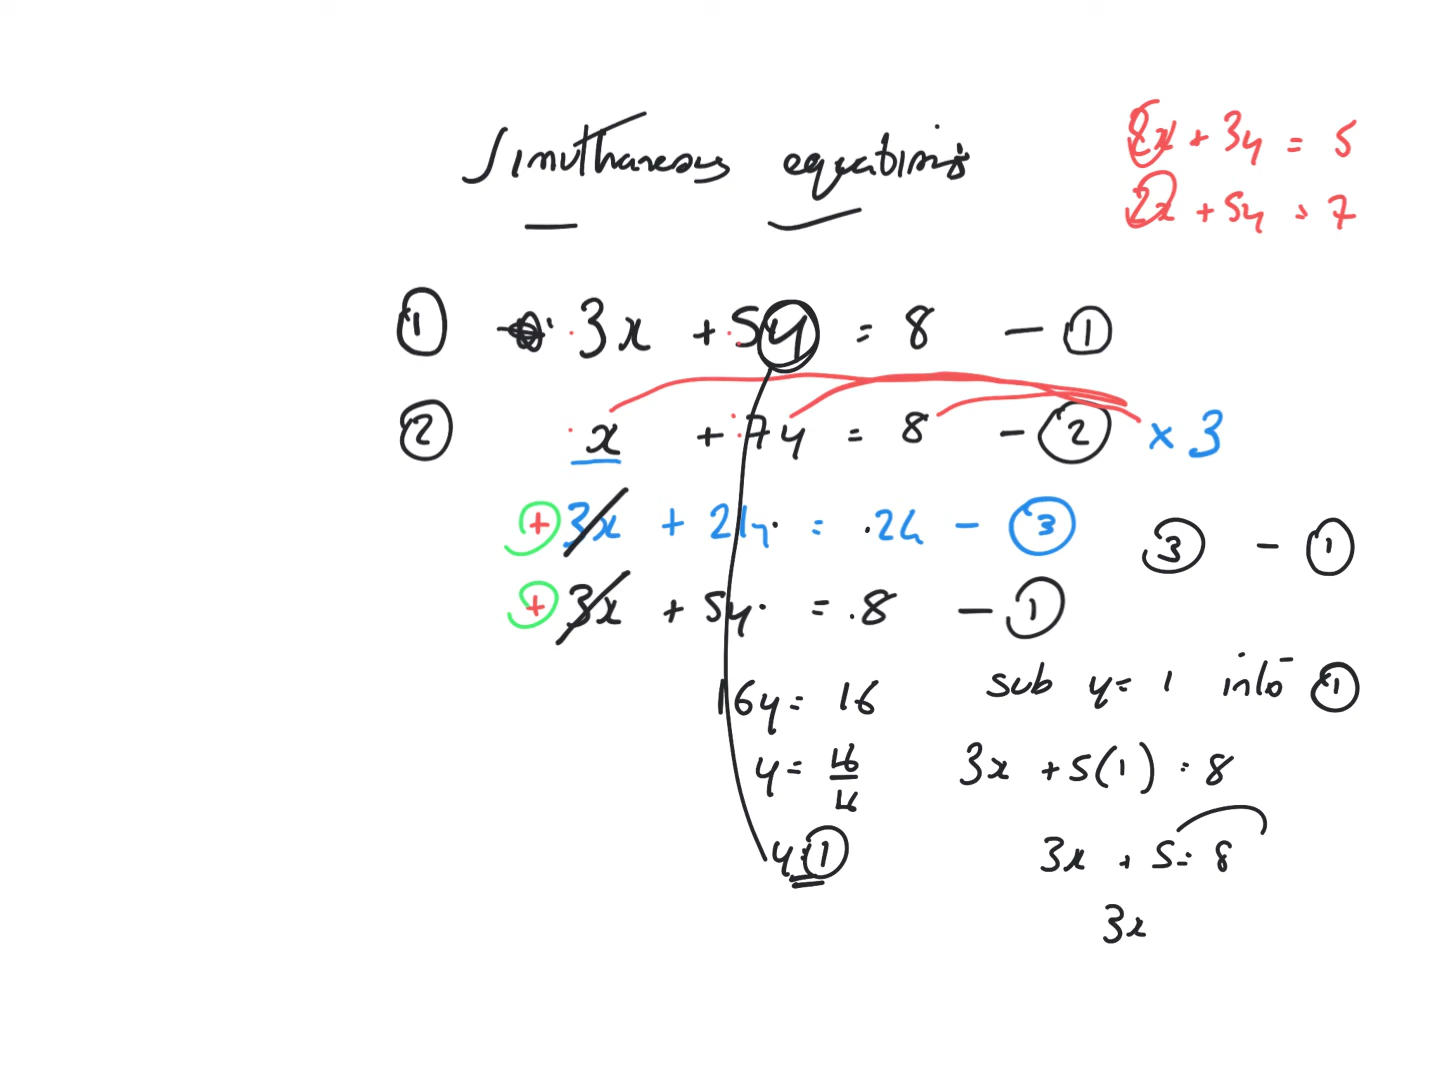 Simulthaneous equations
8x + 3y = 5
2x + 5y = 7
① 3x + 5y = 8 — ①
② x + 7y = 8 — ② × 3
+ 3x + 21y = 24 — ③
③ — ①
+ 3x + 5y = 8 — ①
16y = 16
sub y = 1 into ①
y = 16/16
3x + 5(1) = 8
y = 1
3x + 5 = 8
3x